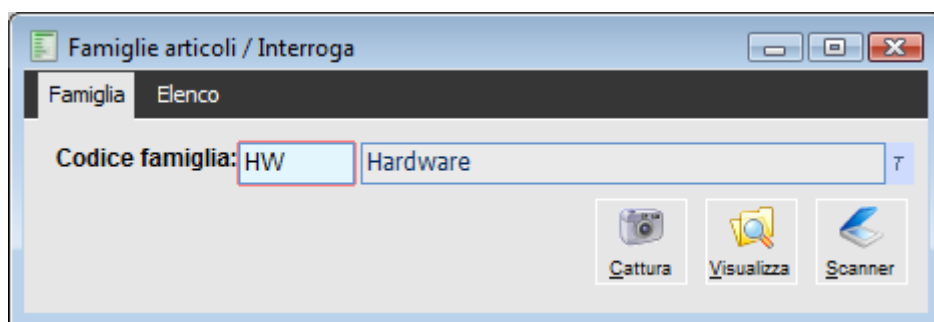 Famiglie articoli / Interroga
Famiglia Elenco
Codice famiglia: HW Hardware T
Cattura Visualizza Scanner